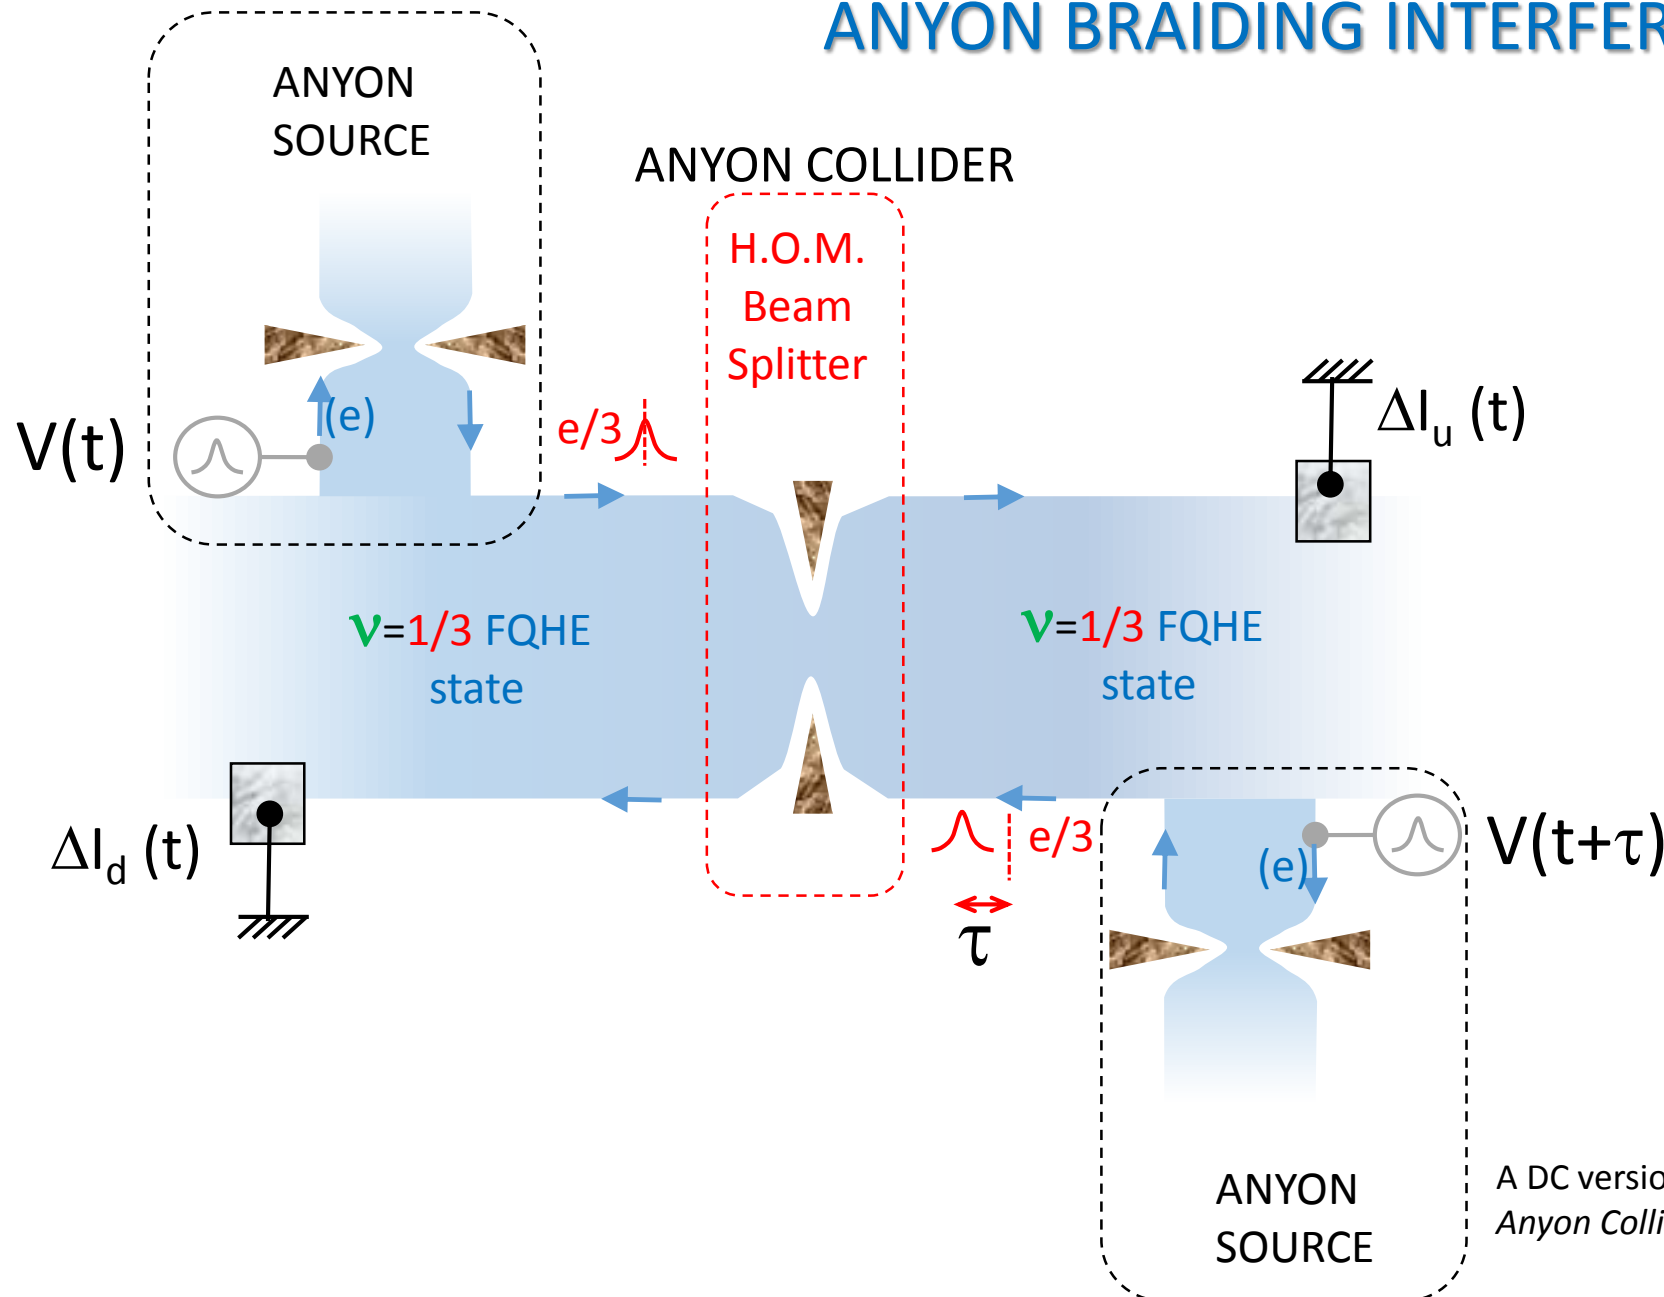 ANYON BRAIDING INTERFER
ANYON
SOURCE
ANYON COLLIDER
H.O.M.
Beam
Splitter
V(t)
(e)
e/3
ΔIu (t)
ν=1/3 FQHE
state
ν=1/3 FQHE
state
ΔId (t)
e/3
τ
(e)
V(t+τ)
ANYON
SOURCE
A DC versio
Anyon Colli